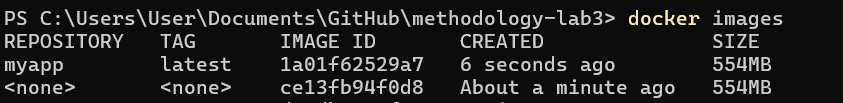 PS C:\Users\User\Documents\GitHub\methodology-lab3> docker images
REPOSITORY   TAG       IMAGE ID       CREATED              SIZE
myapp        latest    1a01f62529a7   6 seconds ago        554MB
<none>       <none>    ce13fb94f0d8   About a minute ago   554MB